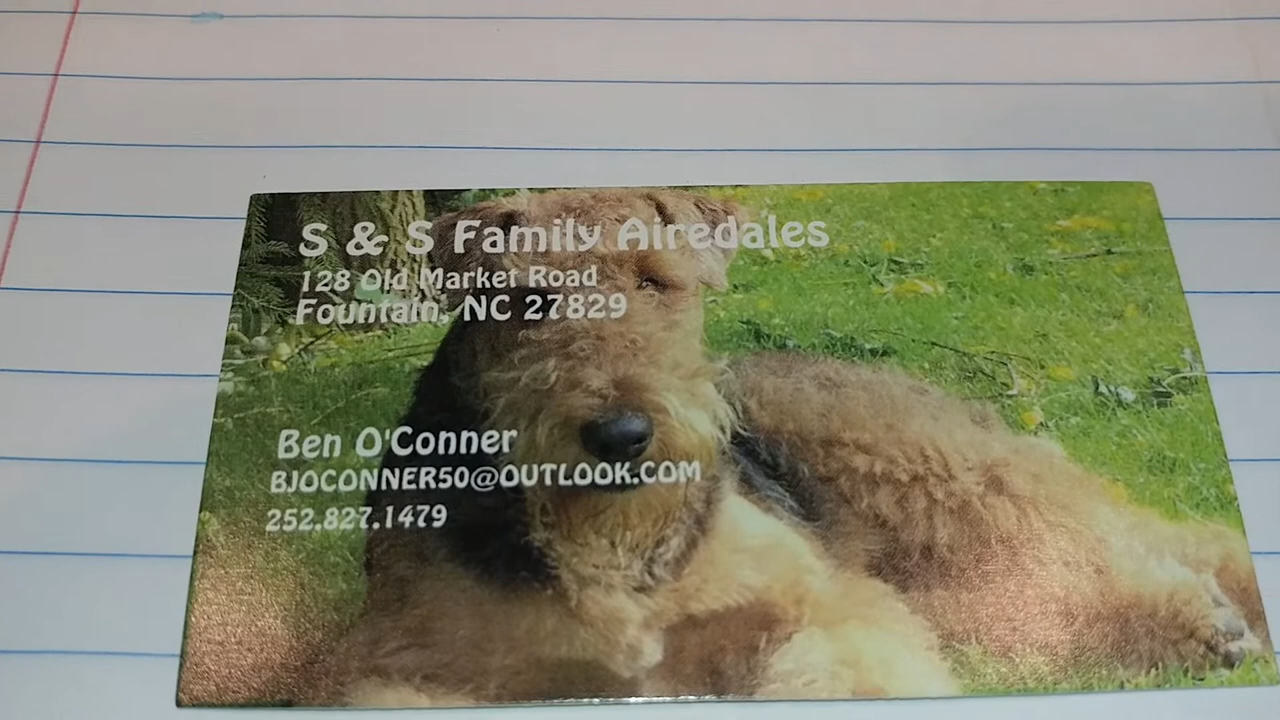 S & S Family Airedales
128 Old Market Road
Fountain, NC 27829
Ben O'Conner
BJOCONNER50@OUTLOOK.COM
252.827.1479